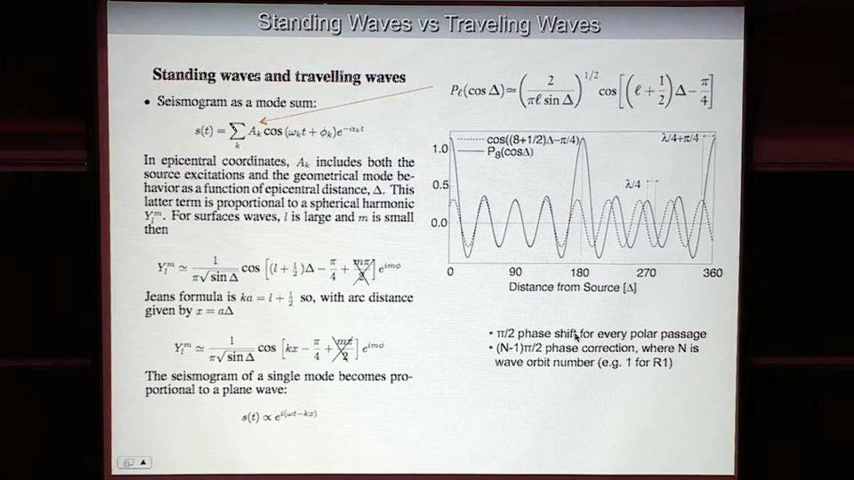 Standing Waves vs Traveling Waves
Standing waves and travelling waves
• Seismogram as a mode sum:
s(t) = ∑_k A_k cos (ω_k t + ϕ_k)e^{-α_k t}
In epicentral coordinates, A_k includes both the
source excitations and the geometrical mode be-
havior as a function of epicentral distance, Δ. This
latter term is proportional to a spherical harmonic
Y_l^m. For surfaces waves, l is large and m is small
then
Y_l^m ≃ 1/(π√sin Δ) cos [(l + ½)Δ − π/4 + mπ/2] e^{imϕ}
Jeans formula is ka = l + ½ so, with arc distance
given by x = aΔ
Y_l^m ≃ 1/(π√sin Δ) cos [kx − π/4 + mπ/2] e^{imϕ}
The seismogram of a single mode becomes pro-
portional to a plane wave:
s(t) ∝ e^{i(ωt−kx)}
P_ℓ(cos Δ) ≃ (2/(πℓ sin Δ))^{1/2} cos[(ℓ + 1/2)Δ − π/4]
cos((8+1/2)Δ-π/4)
P_8(cosΔ)
λ/4+π/4
λ/4
1.0
0.5
0.0
0 90 180 270 360
Distance from Source [Δ]
• π/2 phase shift for every polar passage
• (N-1)π/2 phase correction, where N is
wave orbit number (e.g. 1 for R1)